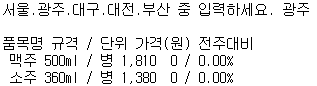 서울.광주.대구.대전.부산 중 입력하세요. 광주
품목명 규격 / 단위 가격(원) 전주대비
맥주 500ml / 병 1,810 0 / 0.00%
소주 360ml / 병 1,380 0 / 0.00%